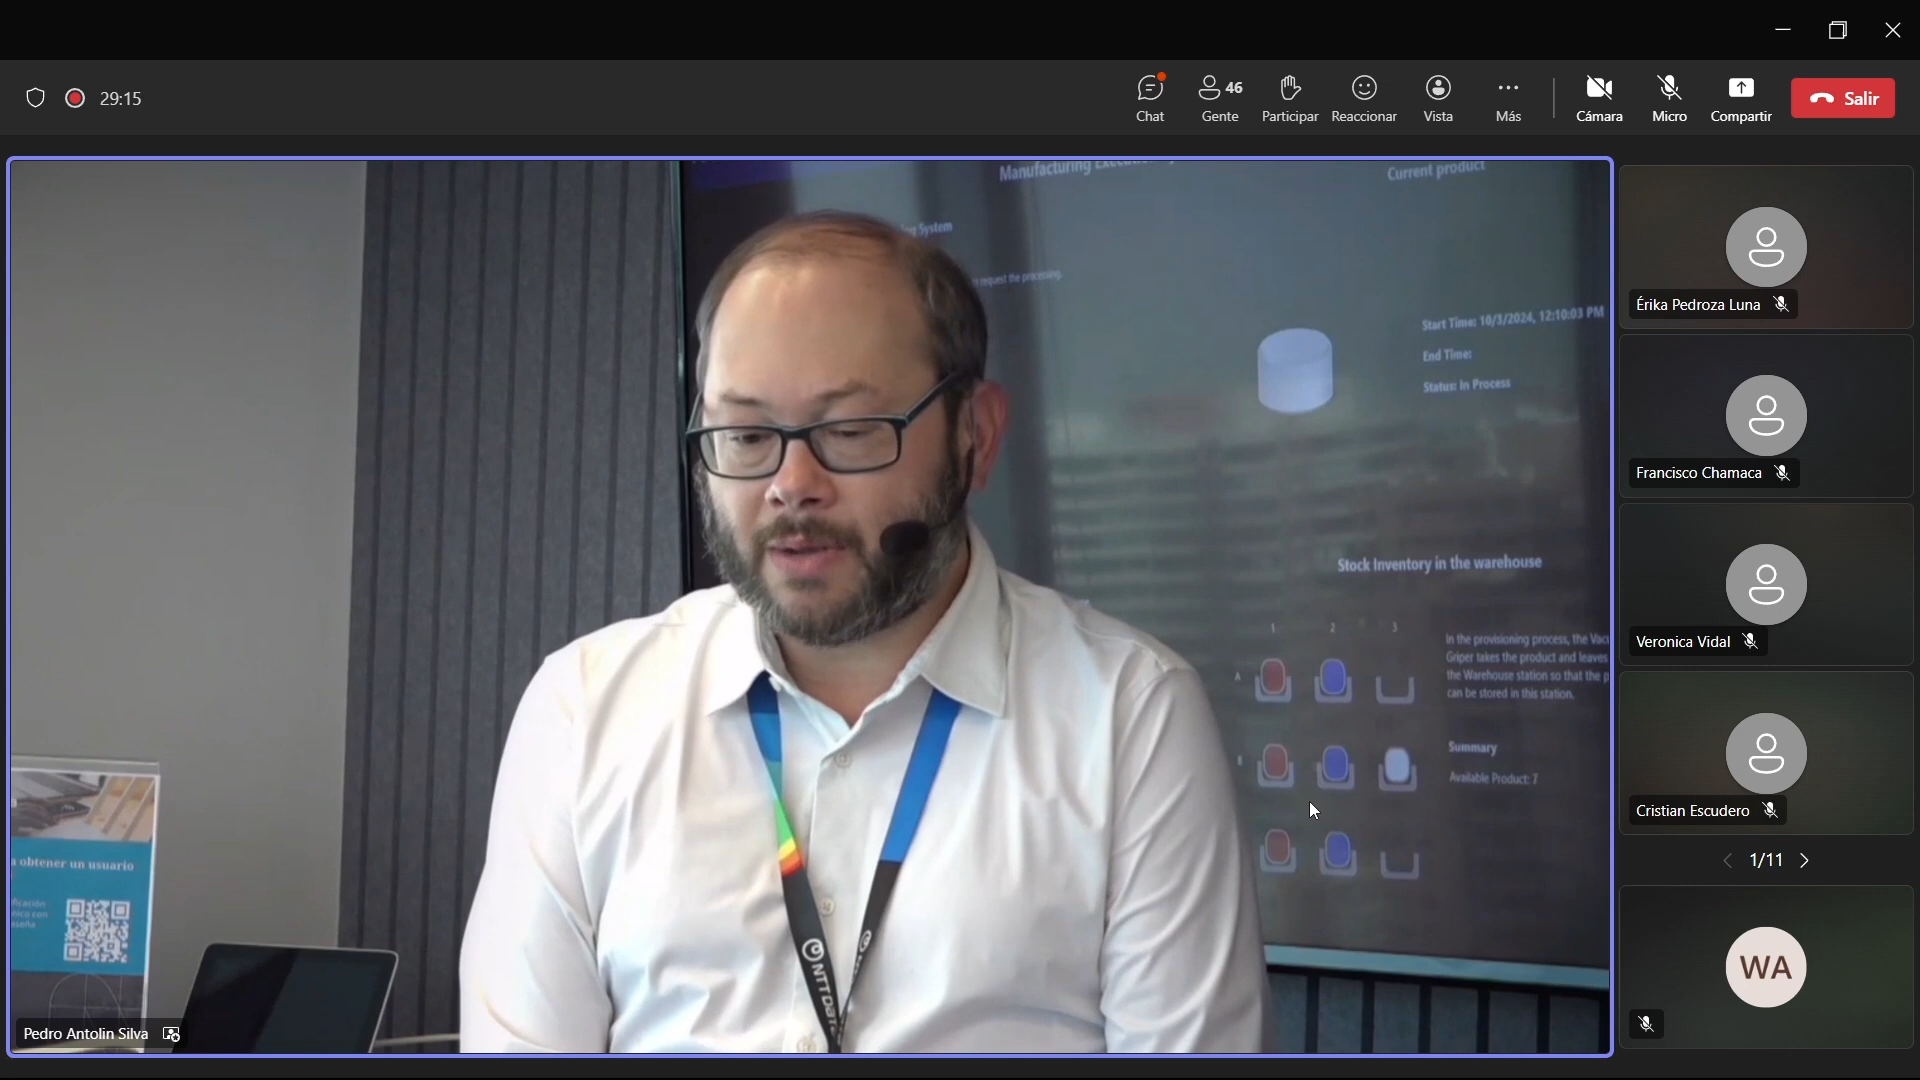 29:15
Chat
46
Gente
Participar
Reaccionar
Vista
Más
Cámara
Micro
Compartir
Salir
Manufacturing
Current product
System
request the processing.
Start Time: 10/3/2024, 12:10:03 PM
End Time:
Status: In Process
Stock Inventory in the warehouse
1 2 3
A
B
In the provisioning process, the
Griper takes the product and leaves
the Warehouse station so that the
can be stored in this station.
Summary
Available Product: 7
a obtener un usuario
NTT DATA
Pedro Antolin Silva
Érika Pedroza Luna
Francisco Chamaca
Veronica Vidal
Cristian Escudero
1/11
WA